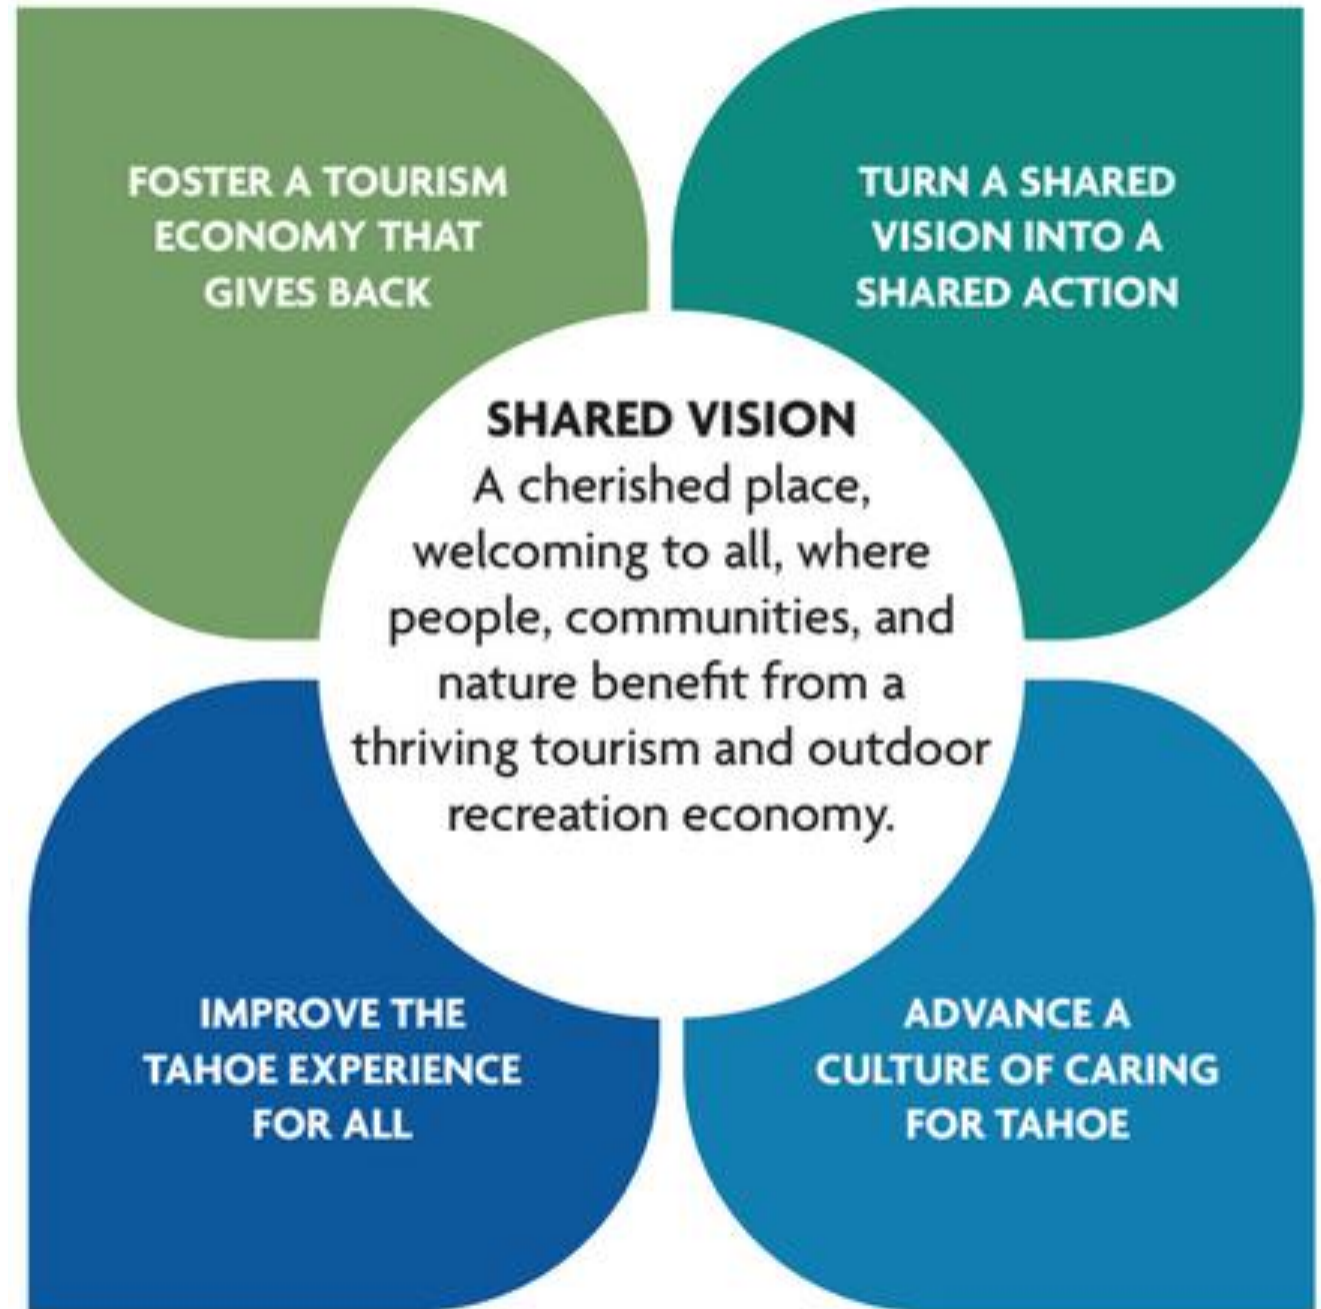 FOSTER A TOURISM
ECONOMY THAT
GIVES BACK
TURN A SHARED
VISION INTO A
SHARED ACTION
SHARED VISION
A cherished place,
welcoming to all, where
people, communities, and
nature benefit from a
thriving tourism and outdoor
recreation economy.
IMPROVE THE
TAHOE EXPERIENCE
FOR ALL
ADVANCE A
CULTURE OF CARING
FOR TAHOE